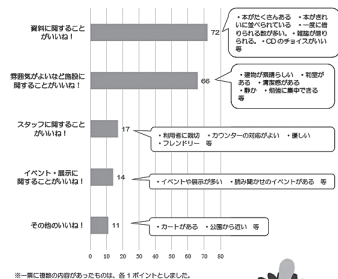 資料に関すること
がいいね！
72
・本がたくさんある ・本がきれ
いに並べられている ・一度に借
りられる数が多い。・雑誌が借り
られる。・CDのチョイスがいい
等
雰囲気がよいなど施設に
関することがいいね！
66
・建物が素晴らしい ・和室が
ある ・清潔感がある
・静か ・勉強に集中できる
等
スタッフに関すること
がいいね！
17
・利用者に親切 ・カウンターの対応がよい ・優しい
・フレンドリー 等
イベント・展示に
関することがいいね！
14
・イベントや展示が多い ・読み聞かせのイベントがある 等
その他のいいね！
11
・カートがある ・公園から近い 等
0 10 20 30 40 50 60 70 80
※一票に複数の内容があったものは、各1ポイントとしました。